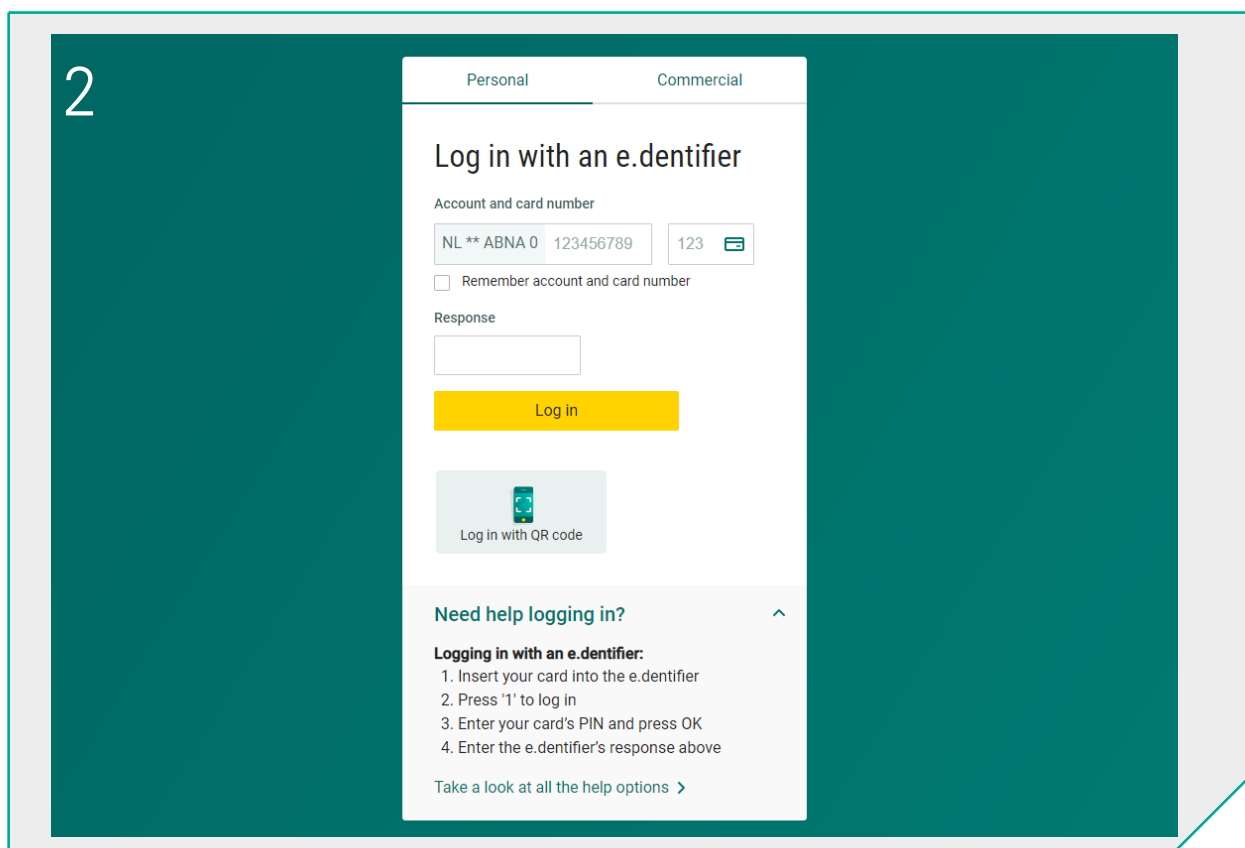 2
Personal Commercial
Log in with an e.dentifier
Account and card number
NL ** ABNA 0 123456789 123
Remember account and card number
Response
Log in
Log in with QR code
Need help logging in?
Logging in with an e.dentifier:
1. Insert your card into the e.dentifier
2. Press '1' to log in
3. Enter your card's PIN and press OK
4. Enter the e.dentifier's response above
Take a look at all the help options